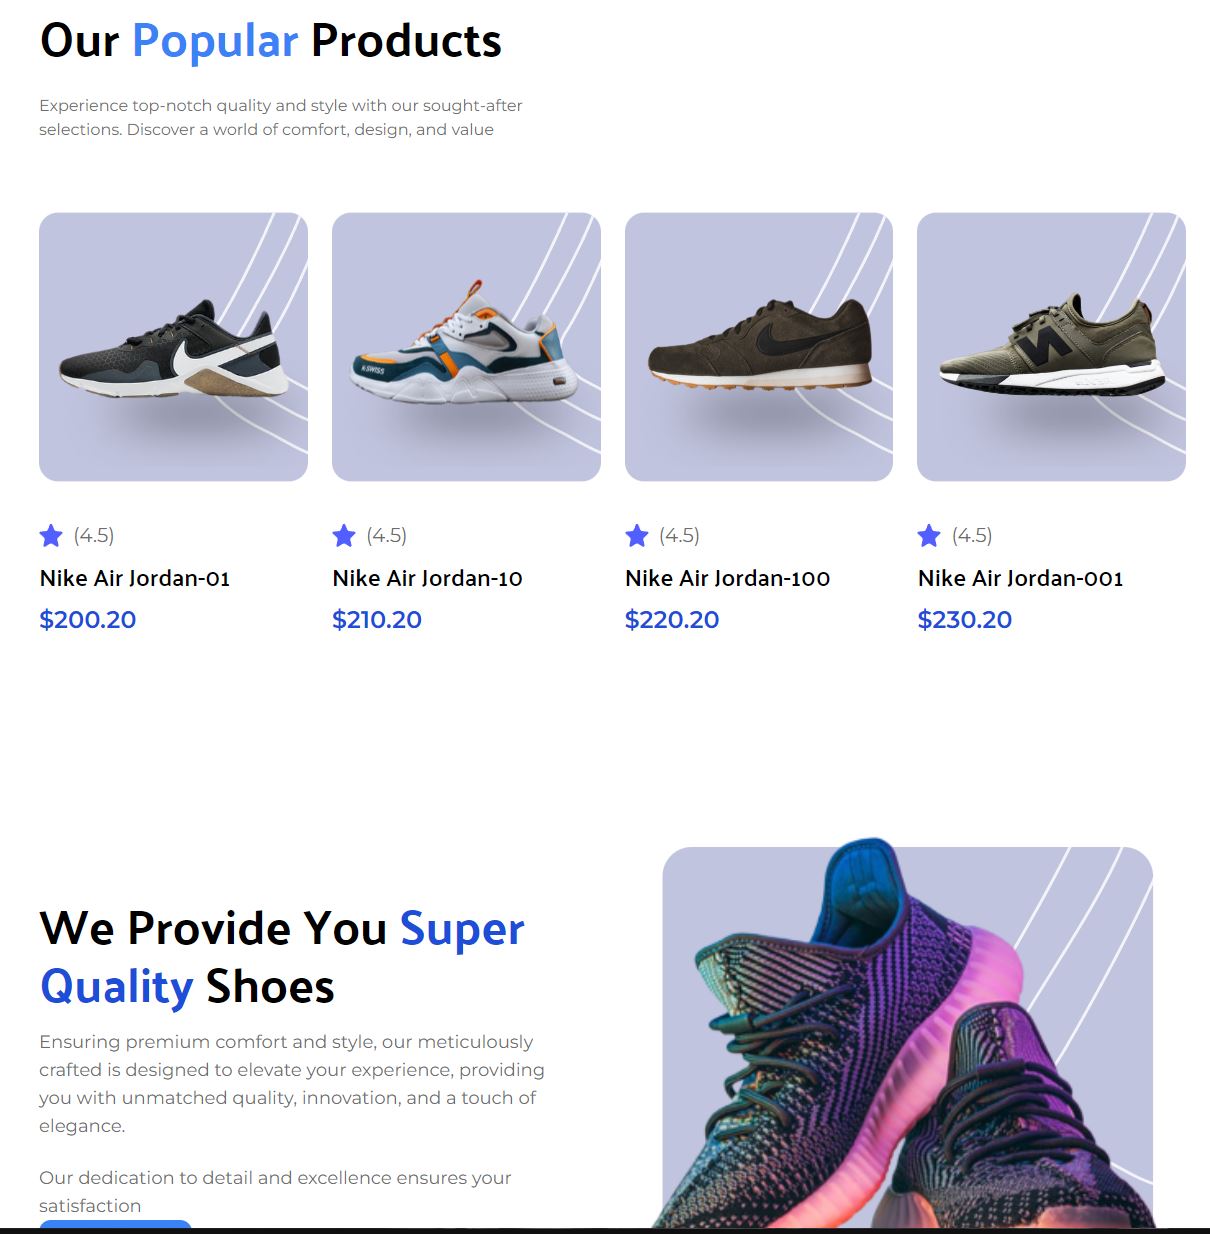 Our Popular Products
Experience top-notch quality and style with our sought-after
selections. Discover a world of comfort, design, and value
K·SWISS
N
(4.5)
(4.5)
(4.5)
(4.5)
Nike Air Jordan-01
Nike Air Jordan-10
Nike Air Jordan-100
Nike Air Jordan-001
$200.20
$210.20
$220.20
$230.20
We Provide You Super
Quality Shoes
Ensuring premium comfort and style, our meticulously
crafted is designed to elevate your experience, providing
you with unmatched quality, innovation, and a touch of
elegance.
Our dedication to detail and excellence ensures your
satisfaction